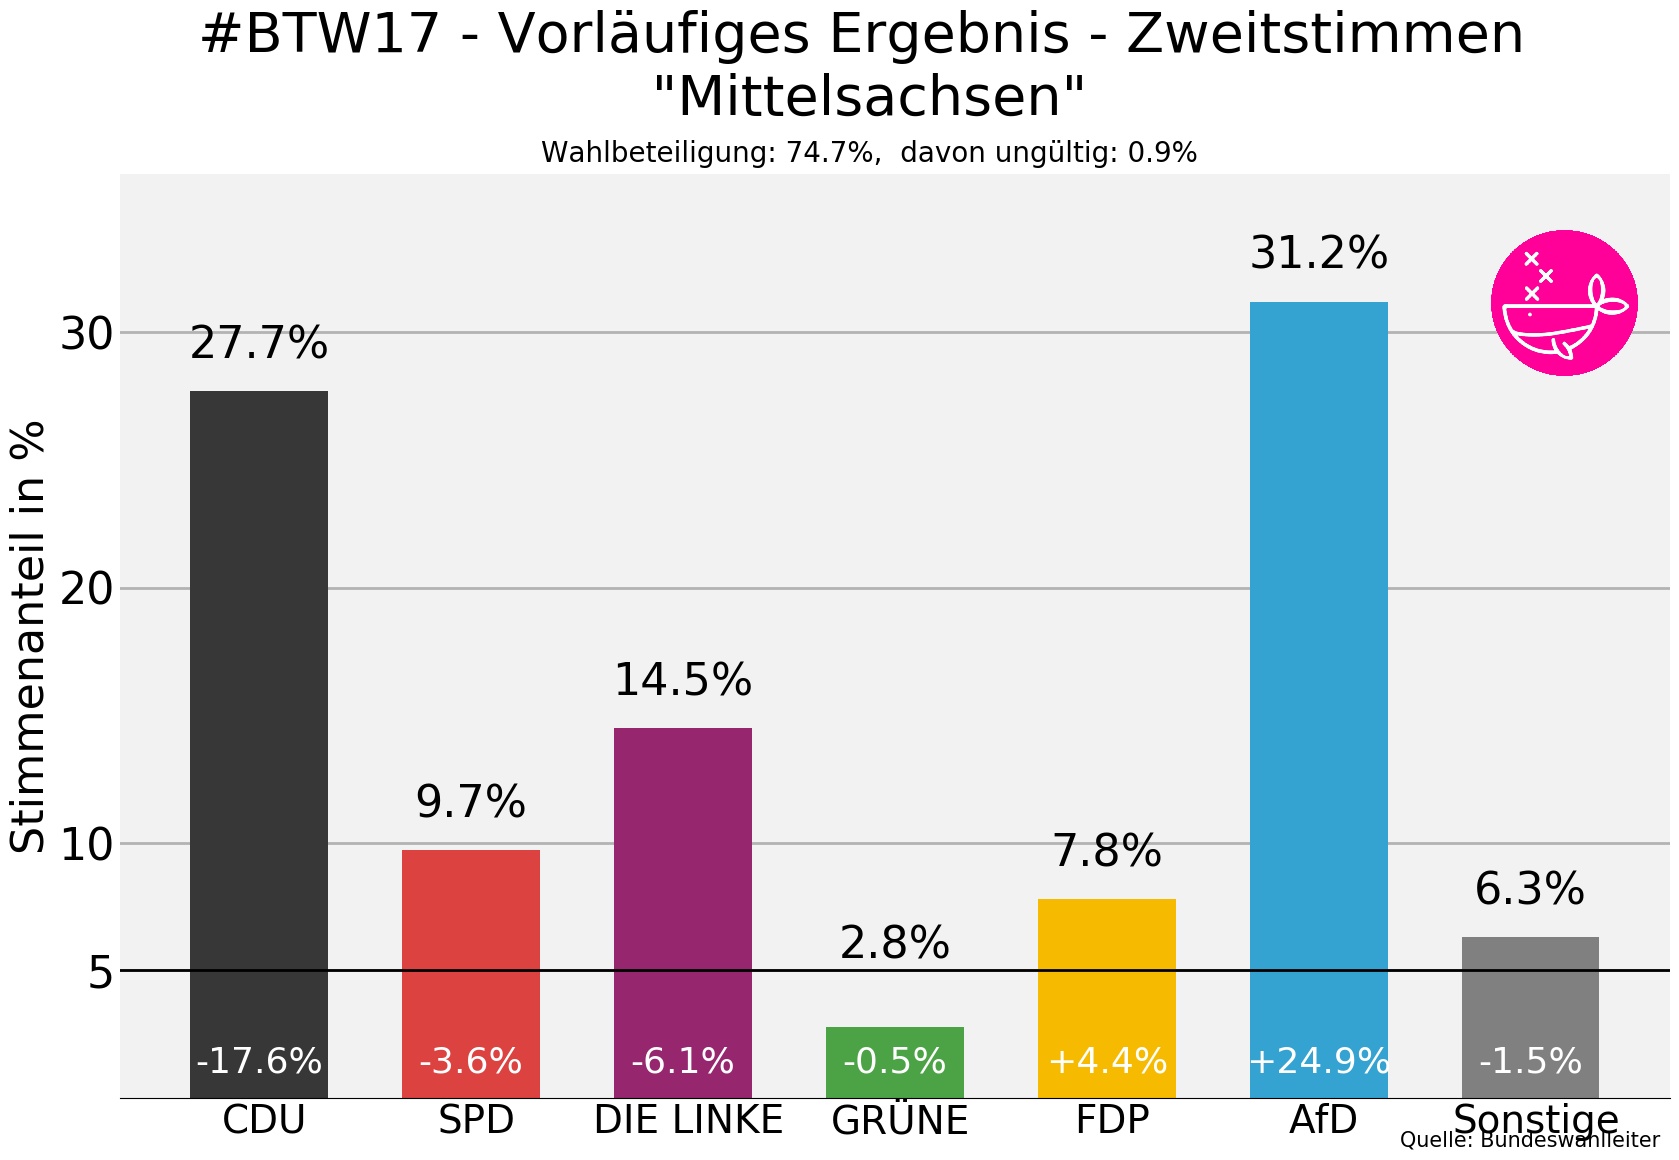 #BTW17 - Vorläufiges Ergebnis - Zweitstimmen
"Mittelsachsen"
Wahlbeteiligung: 74.7%,  davon ungültig: 0.9%
Stimmenanteil in %
30
20
10
5
27.7%
9.7%
14.5%
2.8%
7.8%
31.2%
6.3%
-17.6%
-3.6%
-6.1%
-0.5%
+4.4%
+24.9%
-1.5%
CDU
SPD
DIE LINKE
GRÜNE
FDP
AfD
Sonstige
Quelle: Bundeswahlleiter